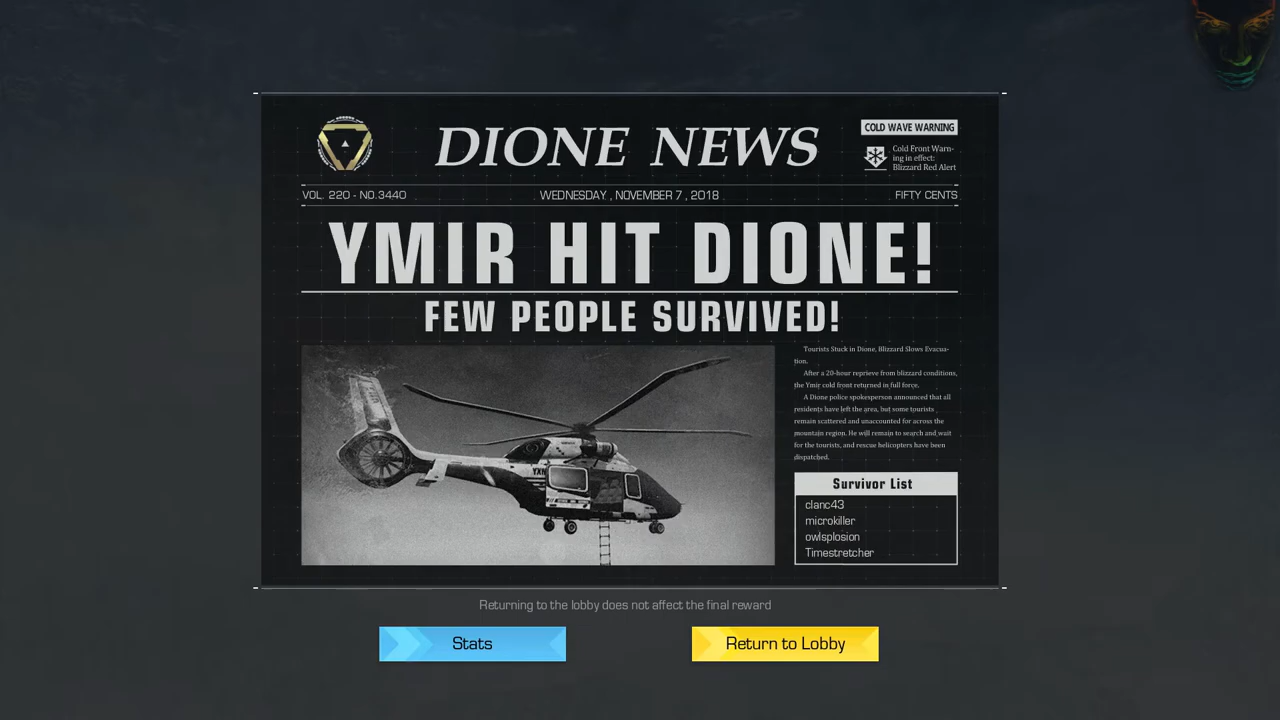 DIONE NEWS
COLD WAVE WARNING
Cold Front Warn-
ing in effect:
Blizzard Red Alert
VOL. 220 - NO.3440
WEDNESDAY , NOVEMBER 7 , 2018
FIFTY CENTS
YMIR HIT DIONE!
FEW PEOPLE SURVIVED!
Tourists Stuck in Dione, Blizzard Slows Evacua-
tion.
After a 20-hour reprieve from blizzard conditions,
the Ymir cold front returned in full force.
A Dione police spokesperson announced that all
residents have left the area, but some tourists
remain scattered and unaccounted for across the
mountain region. He will remain to search and wait
for the tourists, and rescue helicopters have been
dispatched.
Survivor List
clanc43
microkiller
owlsplosion
Timestretcher
Returning to the lobby does not affect the final reward
Stats
Return to Lobby